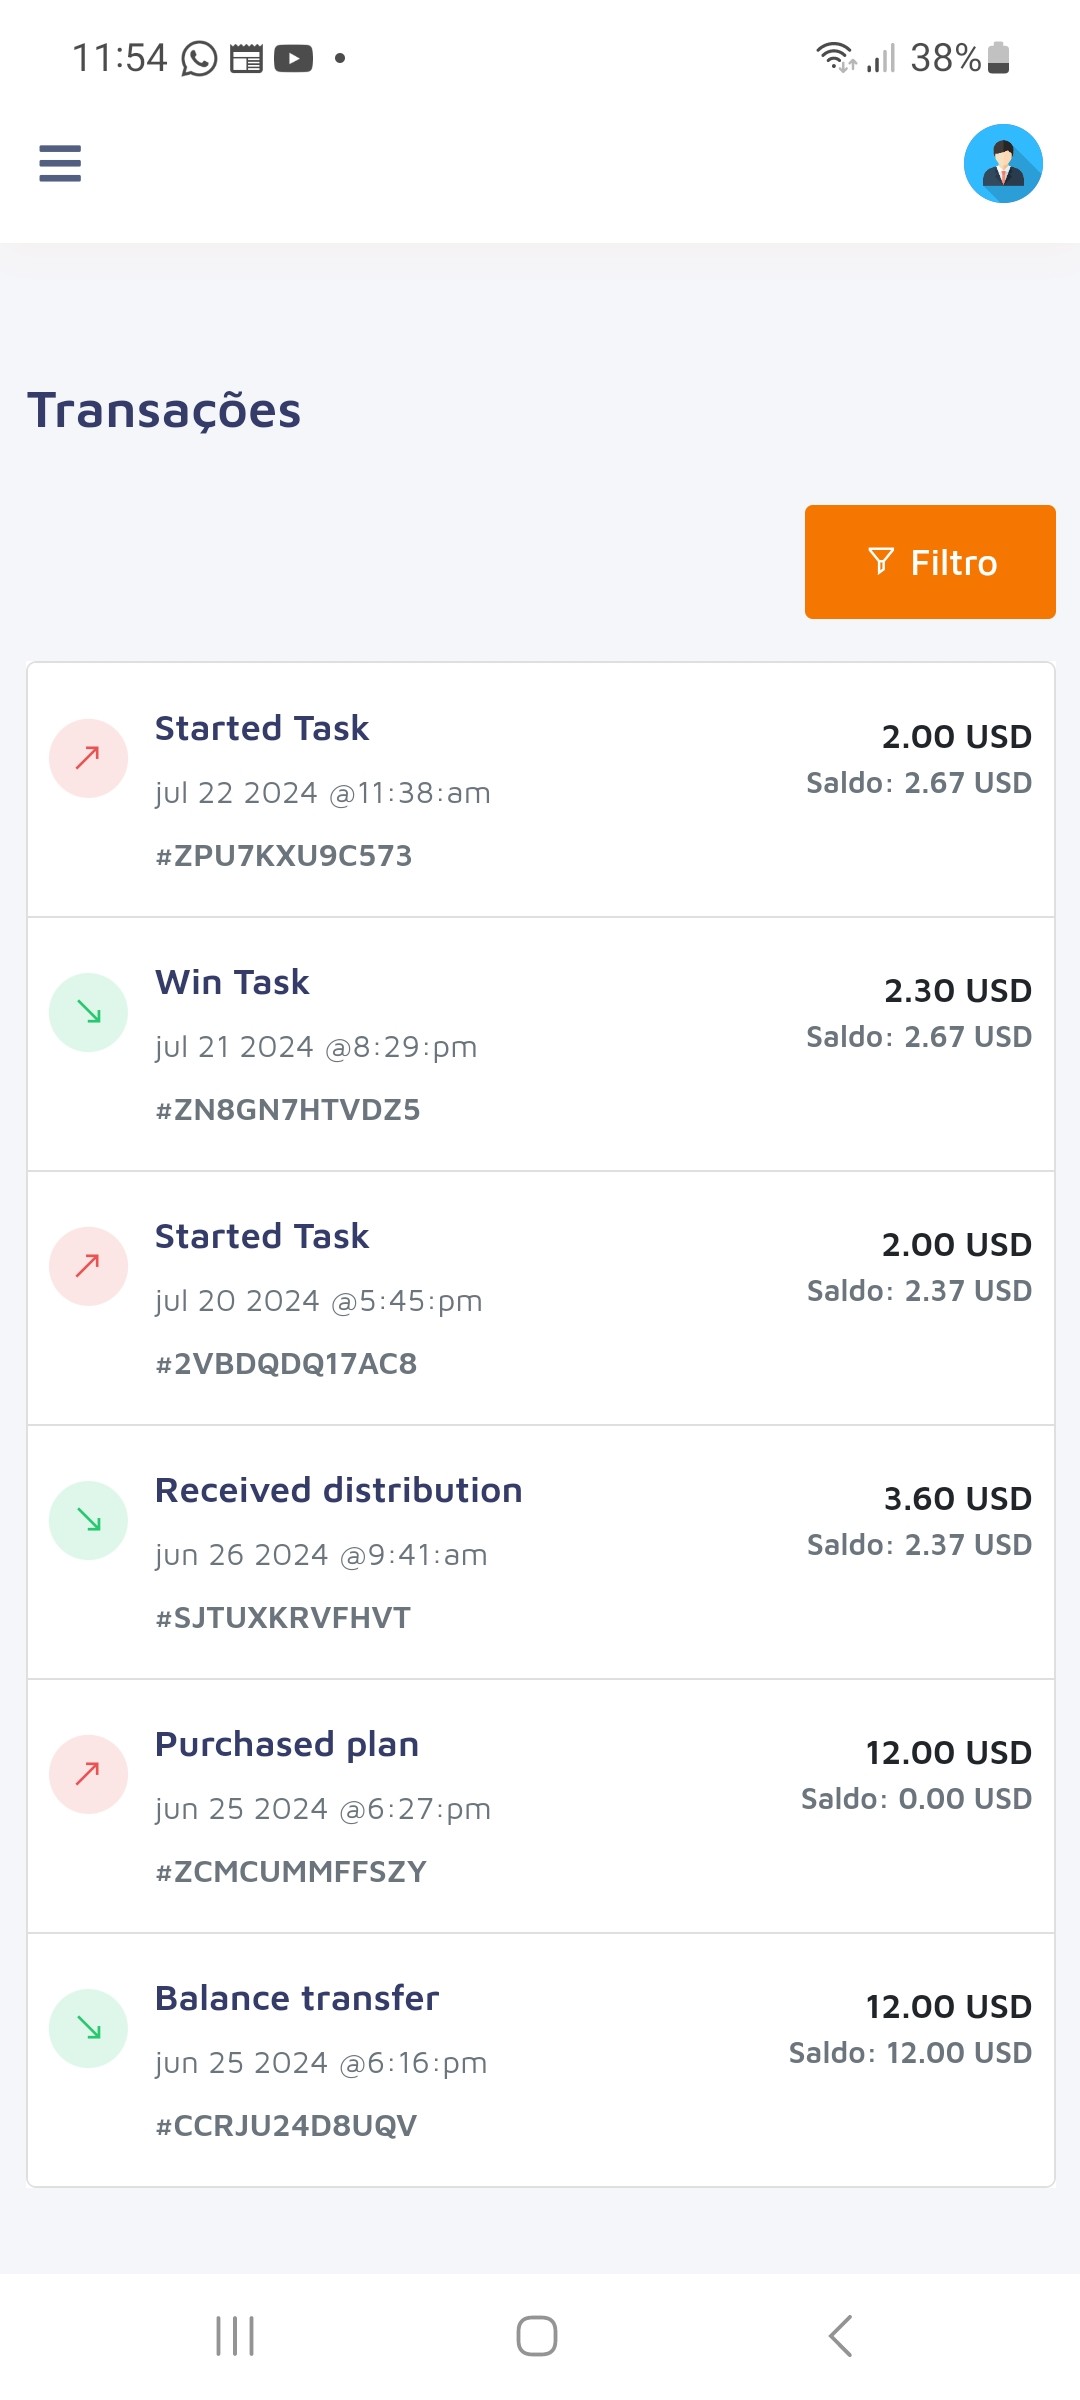 11:54
38%
Transações
Filtro
Started Task
2.00 USD
jul 22 2024 @11:38:am
Saldo: 2.67 USD
#ZPU7KXU9C573
Win Task
2.30 USD
jul 21 2024 @8:29:pm
Saldo: 2.67 USD
#ZN8GN7HTVDZ5
Started Task
2.00 USD
jul 20 2024 @5:45:pm
Saldo: 2.37 USD
#2VBDQDQ17AC8
Received distribution
3.60 USD
jun 26 2024 @9:41:am
Saldo: 2.37 USD
#SJTUXKRVFHVT
Purchased plan
12.00 USD
jun 25 2024 @6:27:pm
Saldo: 0.00 USD
#ZCMCUMMFFSZY
Balance transfer
12.00 USD
jun 25 2024 @6:16:pm
Saldo: 12.00 USD
#CCRJU24D8UQV